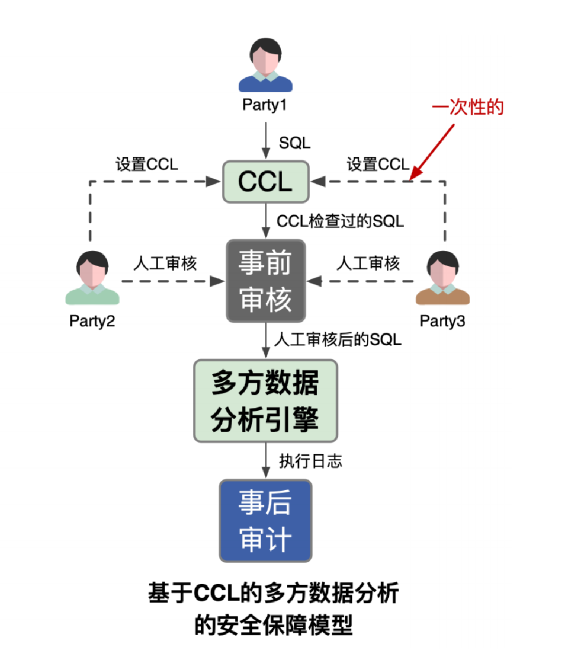 Party1
一次性的
SQL
设置CCL
设置CCL
CCL
CCL检查过的SQL
人工审核
事前
审核
人工审核
Party2
Party3
人工审核后的SQL
多方数据
分析引擎
执行日志
事后
审计
基于CCL的多方数据分析
的安全保障模型